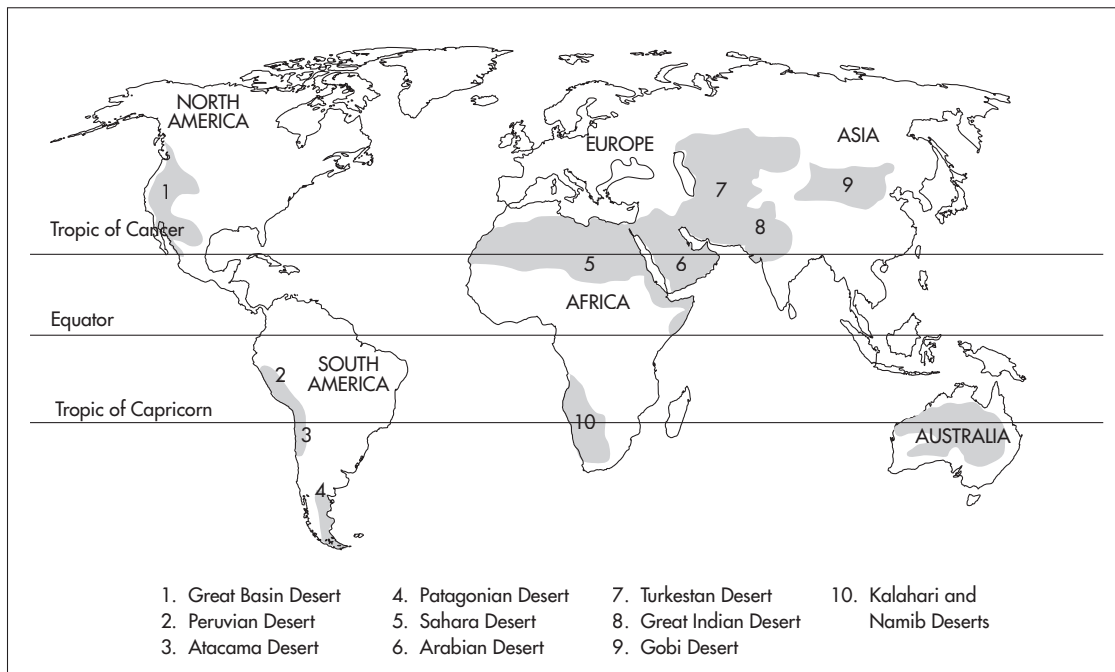 NORTH
AMERICA
EUROPE
ASIA
1
7
9
8
Tropic of Cancer
5
6
AFRICA
Equator
SOUTH
AMERICA
2
Tropic of Capricorn
10
3
AUSTRALIA
4
1. Great Basin Desert
2. Peruvian Desert
3. Atacama Desert
4. Patagonian Desert
5. Sahara Desert
6. Arabian Desert
7. Turkestan Desert
8. Great Indian Desert
9. Gobi Desert
10. Kalahari and
Namib Deserts